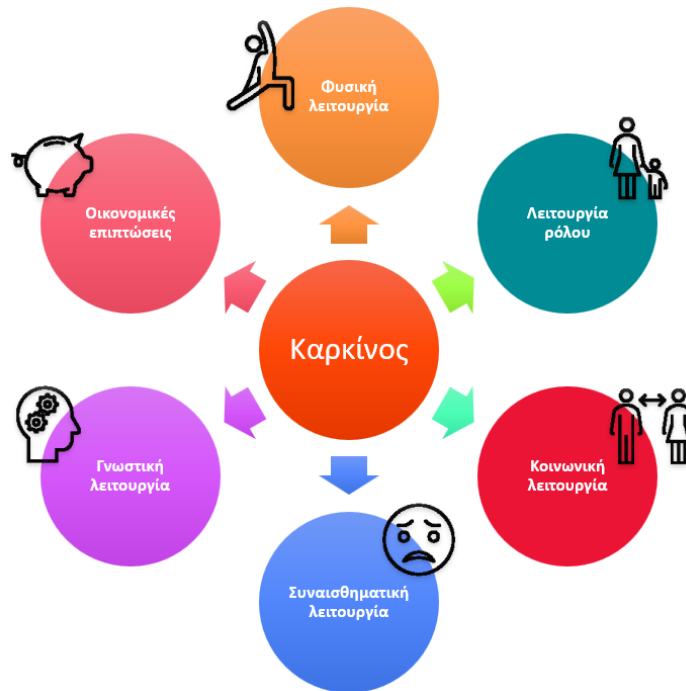 Φυσική
λειτουργία
Λειτουργία
ρόλου
Κοινωνική
λειτουργία
Συναισθηματική
λειτουργία
Γνωστική
λειτουργία
Οικονομικές
επιπτώσεις
Καρκίνος